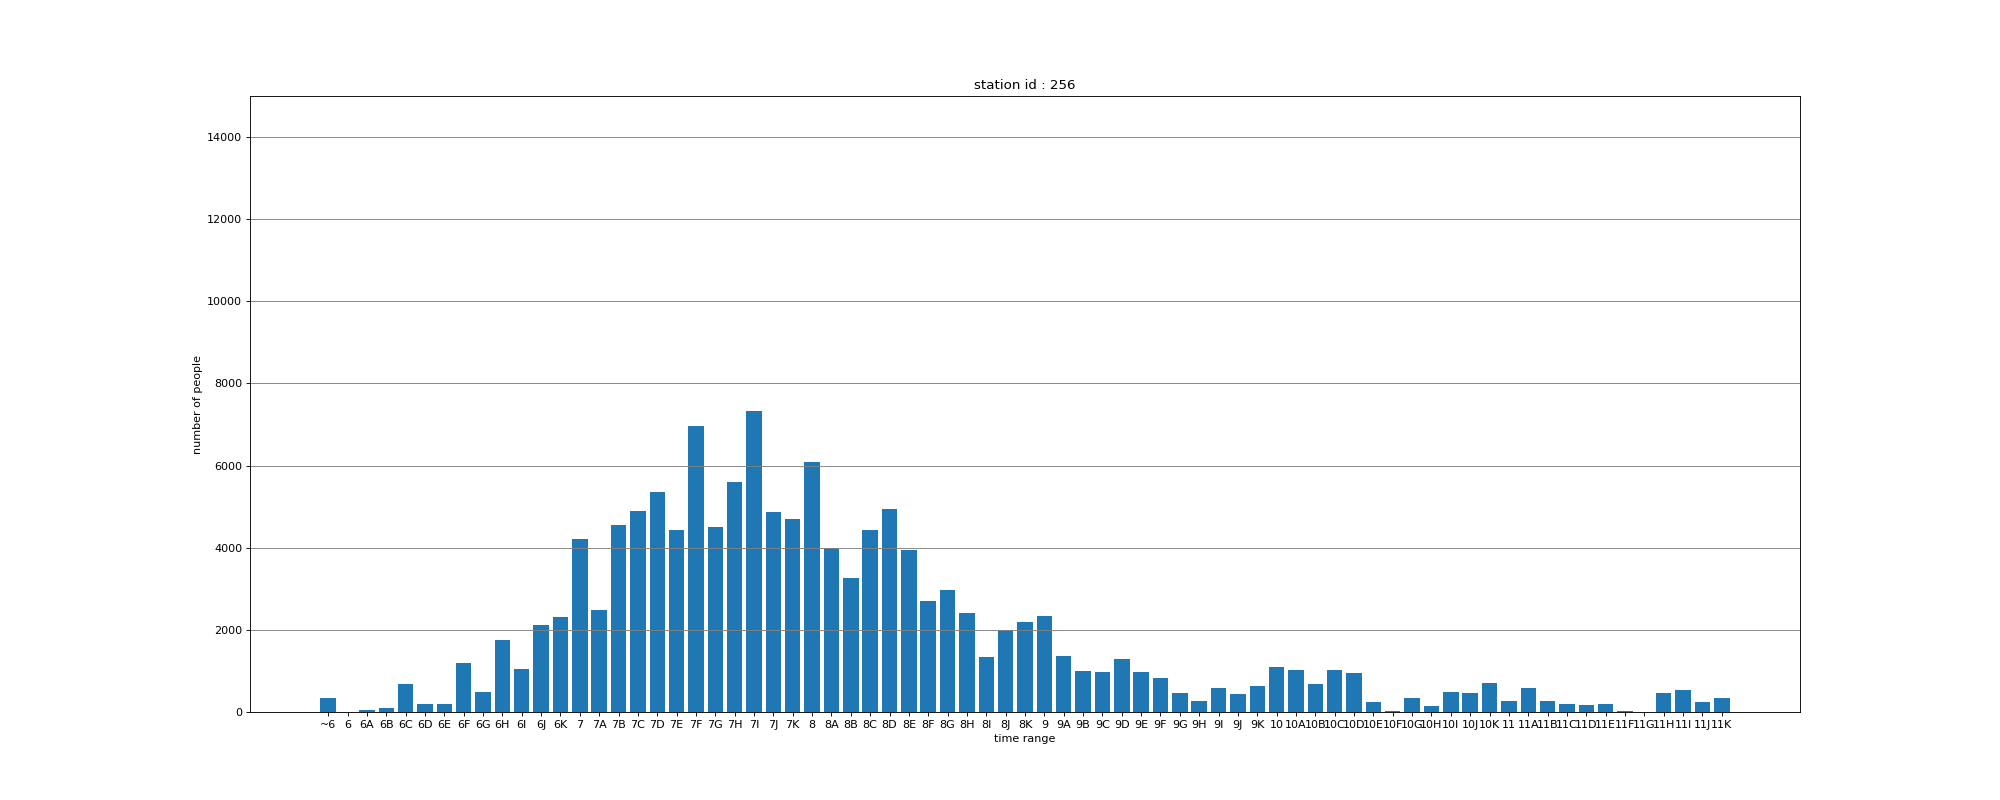 station id : 256
14000
12000
10000
8000
6000
4000
2000
0
number of people
~6 6 6A 6B 6C 6D 6E 6F 6G 6H 6I 6J 6K 7 7A 7B 7C 7D 7E 7F 7G 7H 7I 7J 7K 8 8A 8B 8C 8D 8E 8F 8G 8H 8I 8J 8K 9 9A 9B 9C 9D 9E 9F 9G 9H 9I 9J 9K 10 10A 10B 10C 10D 10E 10F 10G 10H 10I 10J 10K 11 11A 11B 11C 11D 11E 11F 11G 11H 11I 11J 11K
time range